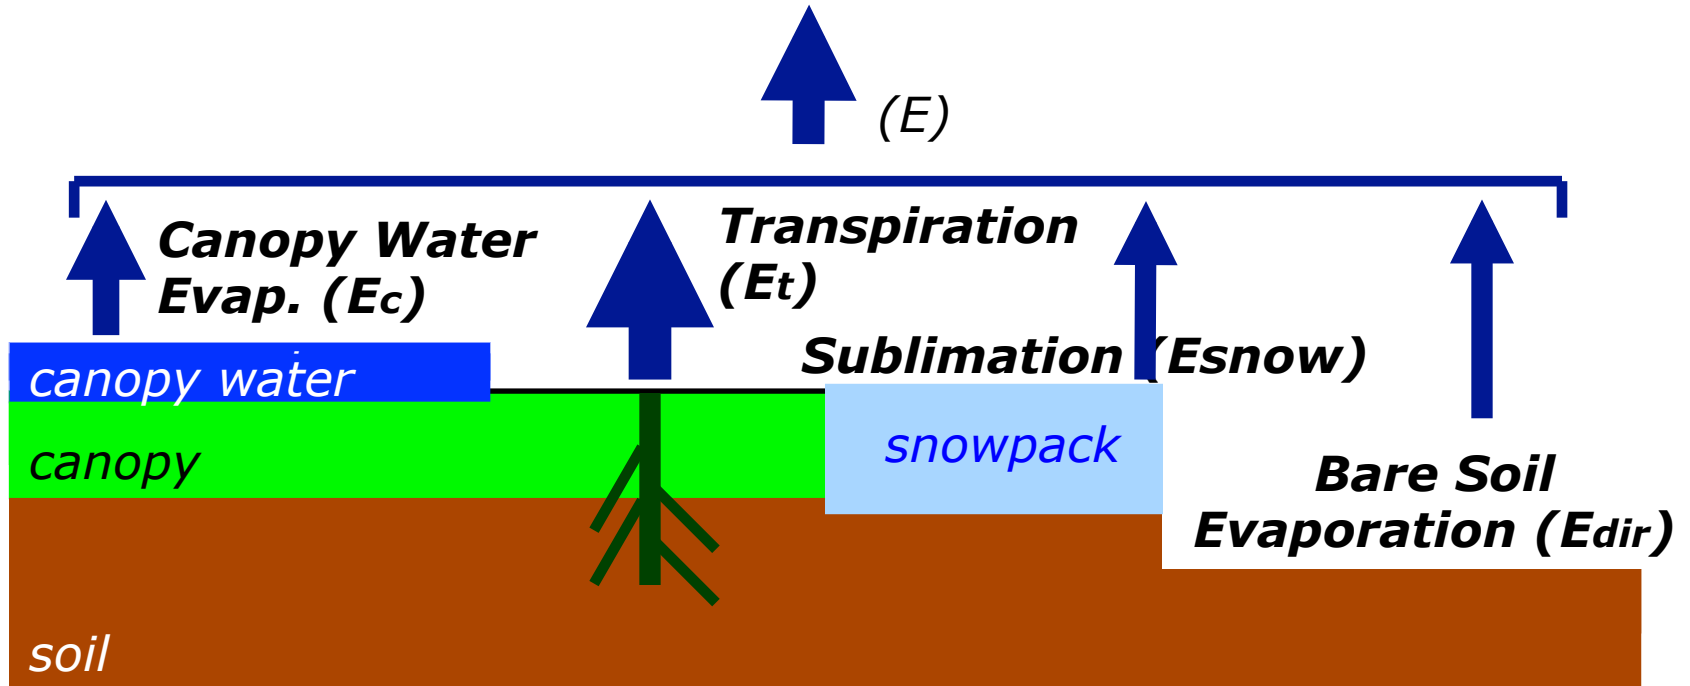 (E)
Canopy Water
Evap. (Ec)
Transpiration
(Et)
Sublimation (Esnow)
canopy water
canopy
snowpack
Bare Soil
Evaporation (Edir)
soil